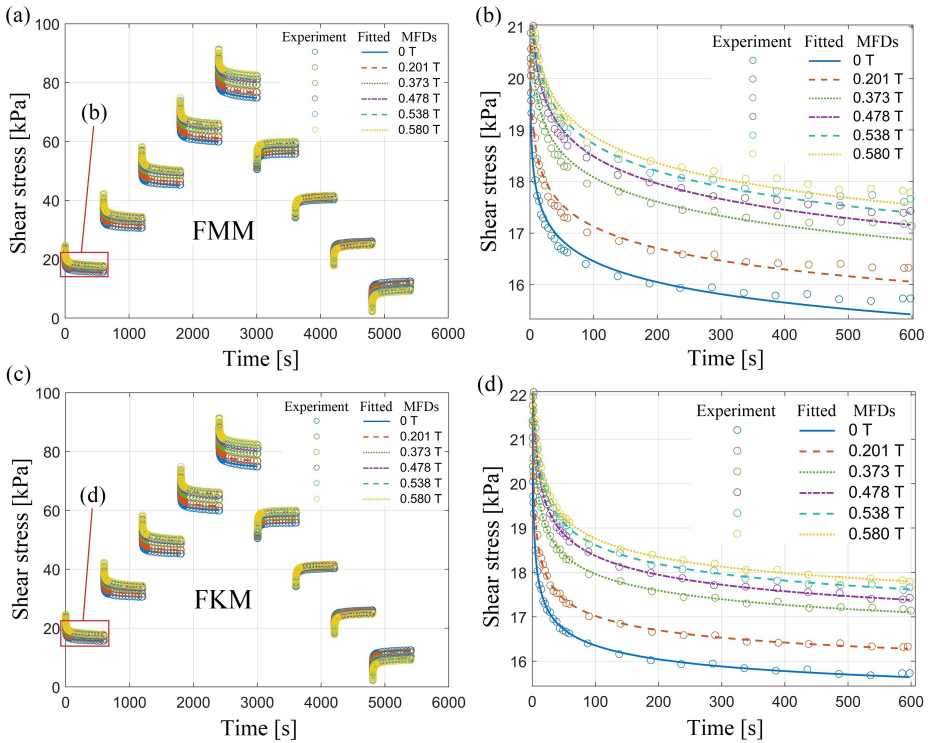 (a)
100
80
60
40
20
0
Shear stress [kPa]
0 1000 2000 3000 4000 5000 6000
Time [s]
(b)
FMM
Experiment Fitted MFDs
0 T
0.201 T
0.373 T
0.478 T
0.538 T
0.580 T
(b)
21
20
19
18
17
16
Shear stress [kPa]
0 100 200 300 400 500 600
Time [s]
Experiment Fitted MFDs
0 T
0.201 T
0.373 T
0.478 T
0.538 T
0.580 T
(c)
100
80
60
40
20
0
Shear stress [kPa]
0 1000 2000 3000 4000 5000 6000
Time [s]
(d)
FKM
Experiment Fitted MFDs
0 T
0.201 T
0.373 T
0.478 T
0.538 T
0.580 T
(d)
22
21
20
19
18
17
16
Shear stress [kPa]
0 100 200 300 400 500 600
Time [s]
Experiment Fitted MFDs
0 T
0.201 T
0.373 T
0.478 T
0.538 T
0.580 T